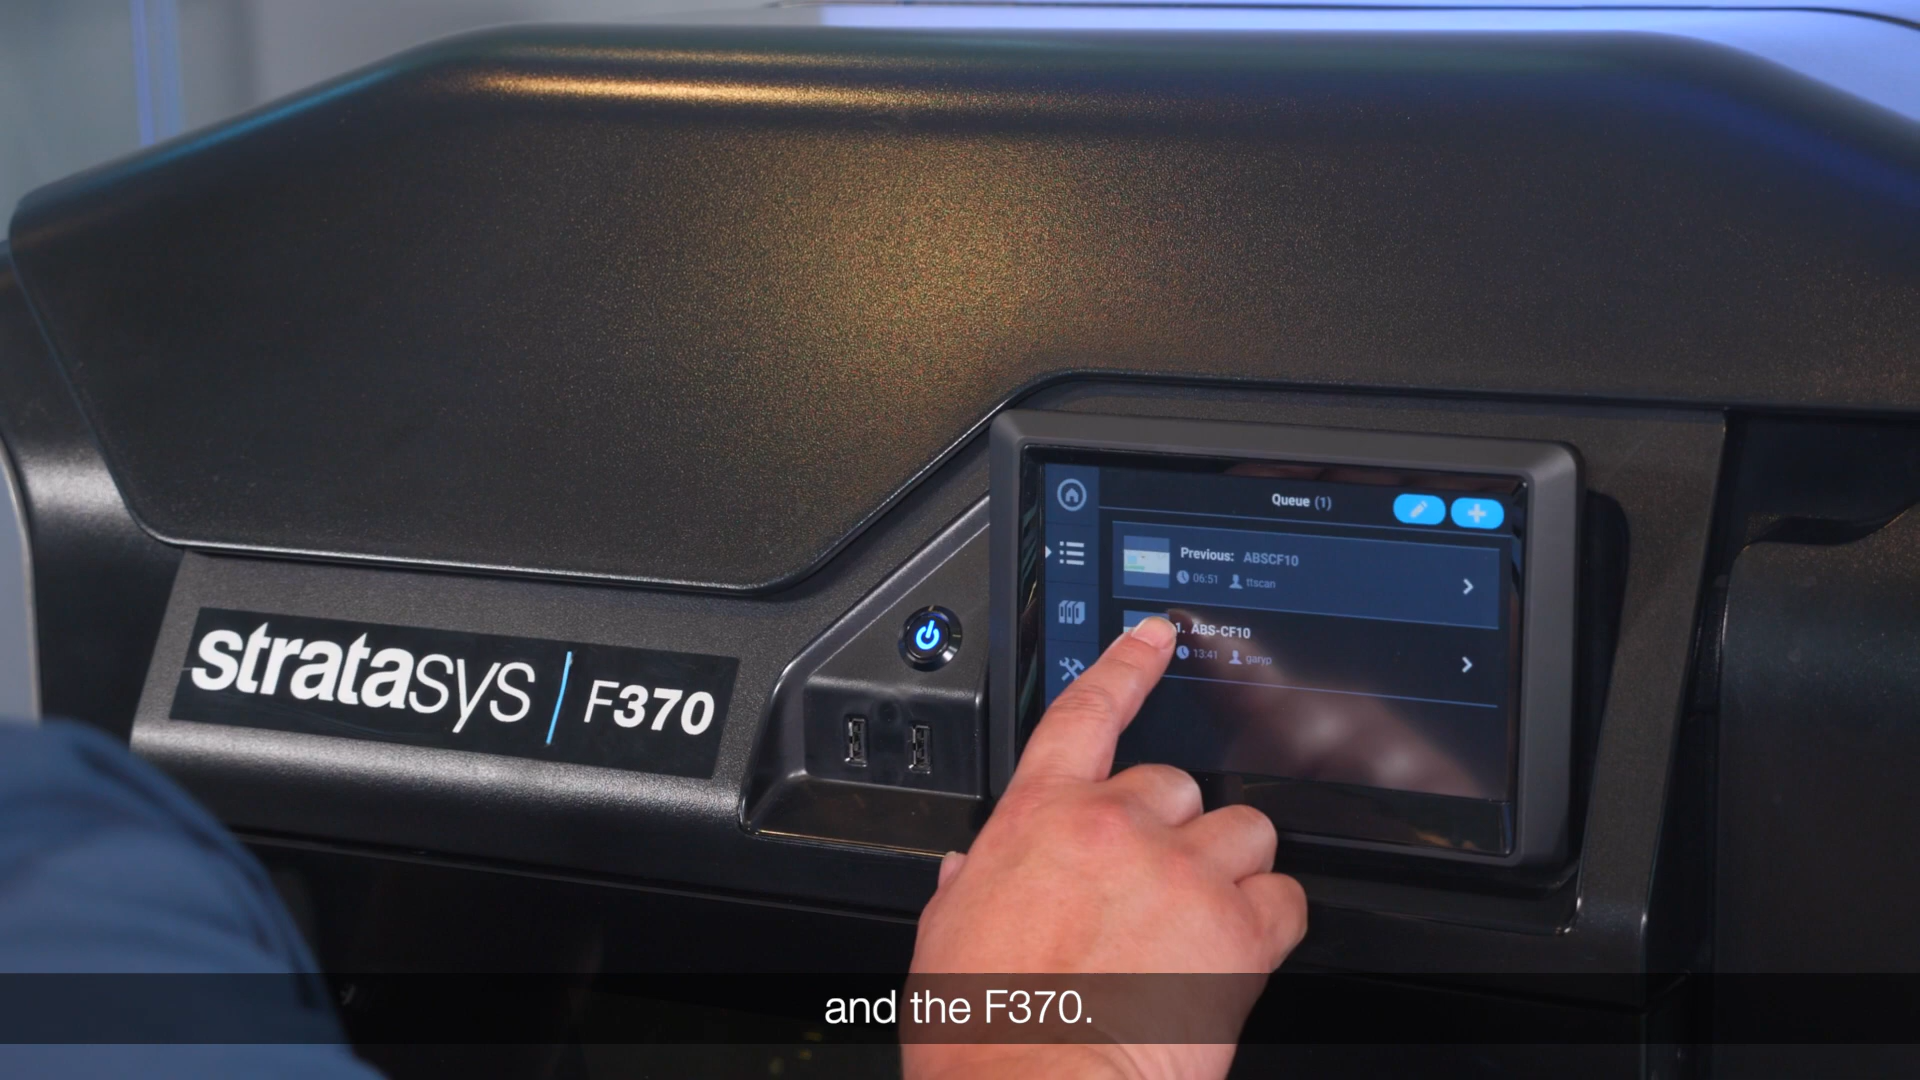 Queue (1)
Previous: ABSCF10
06:51 ttscan
1. ABS-CF10
13:41 garyp
stratasys | F370
and the F370.